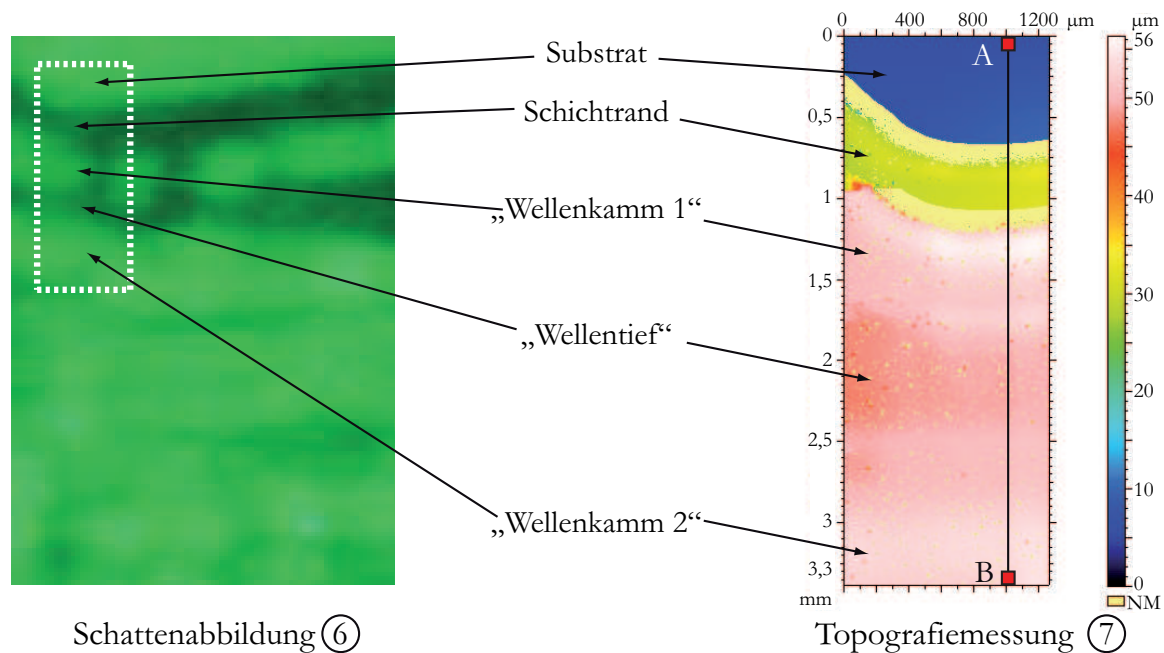 0 400 800 1200 µm µm
Substrat
Schichtrand
„Wellenkamm 1“
„Wellentief“
„Wellenkamm 2“
0
0,5
1
1,5
2
2,5
3
3,3
mm
A
B
56
50
40
30
20
10
0
NM
Schattenabbildung 6
Topografiemessung 7